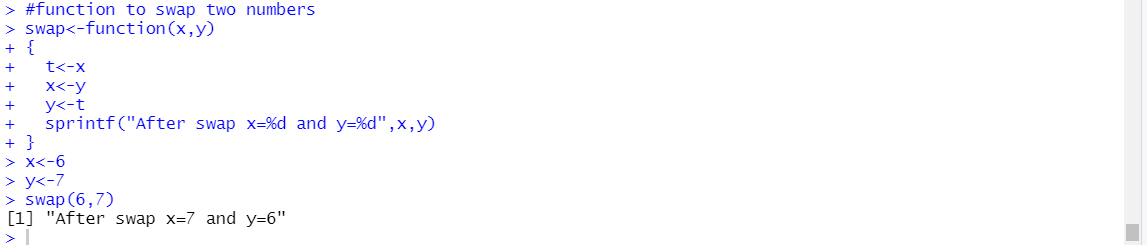 > #function to swap two numbers
> swap<-function(x,y)
+ {
+   t<-x
+   x<-y
+   y<-t
+   sprintf("After swap x=%d and y=%d",x,y)
+ }
> x<-6
> y<-7
> swap(6,7)
[1] "After swap x=7 and y=6"
>